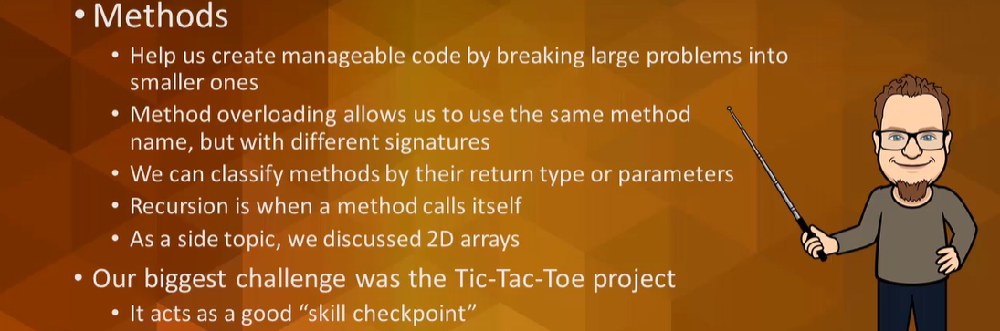 • Methods
• Help us create manageable code by breaking large problems into
smaller ones
• Method overloading allows us to use the same method
name, but with different signatures
• We can classify methods by their return type or parameters
• Recursion is when a method calls itself
• As a side topic, we discussed 2D arrays
• Our biggest challenge was the Tic-Tac-Toe project
• It acts as a good “skill checkpoint”